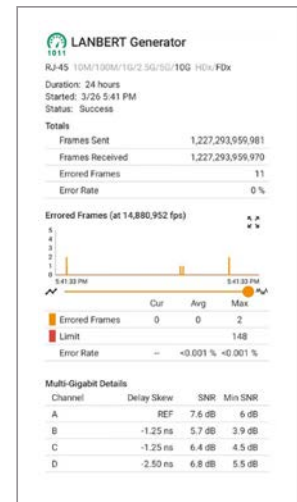 LANBERT Generator
1011
RJ-45 10M/100M/1G/2.5G/5G/10G HDx/FDx
Duration: 24 hours
Started: 3/26 5:41 PM
Status: Success
Totals
Frames Sent 1,227,293,959,981
Frames Received 1,227,293,959,970
Errored Frames 11
Error Rate 0 %
Errored Frames (at 14,880,952 fps)
5
4
3
2
1
0
5:41:33 PM 5:41:33 PM
Cur Avg Max
Errored Frames 0 0 2
Limit 148
Error Rate -- <0.001 % <0.001 %
Multi-Gigabit Details
Channel Delay Skew SNR Min SNR
A REF 7.6 dB 6 dB
B -1.25 ns 5.7 dB 3.9 dB
C -1.25 ns 6.4 dB 4.5 dB
D -2.50 ns 6.8 dB 5.5 dB